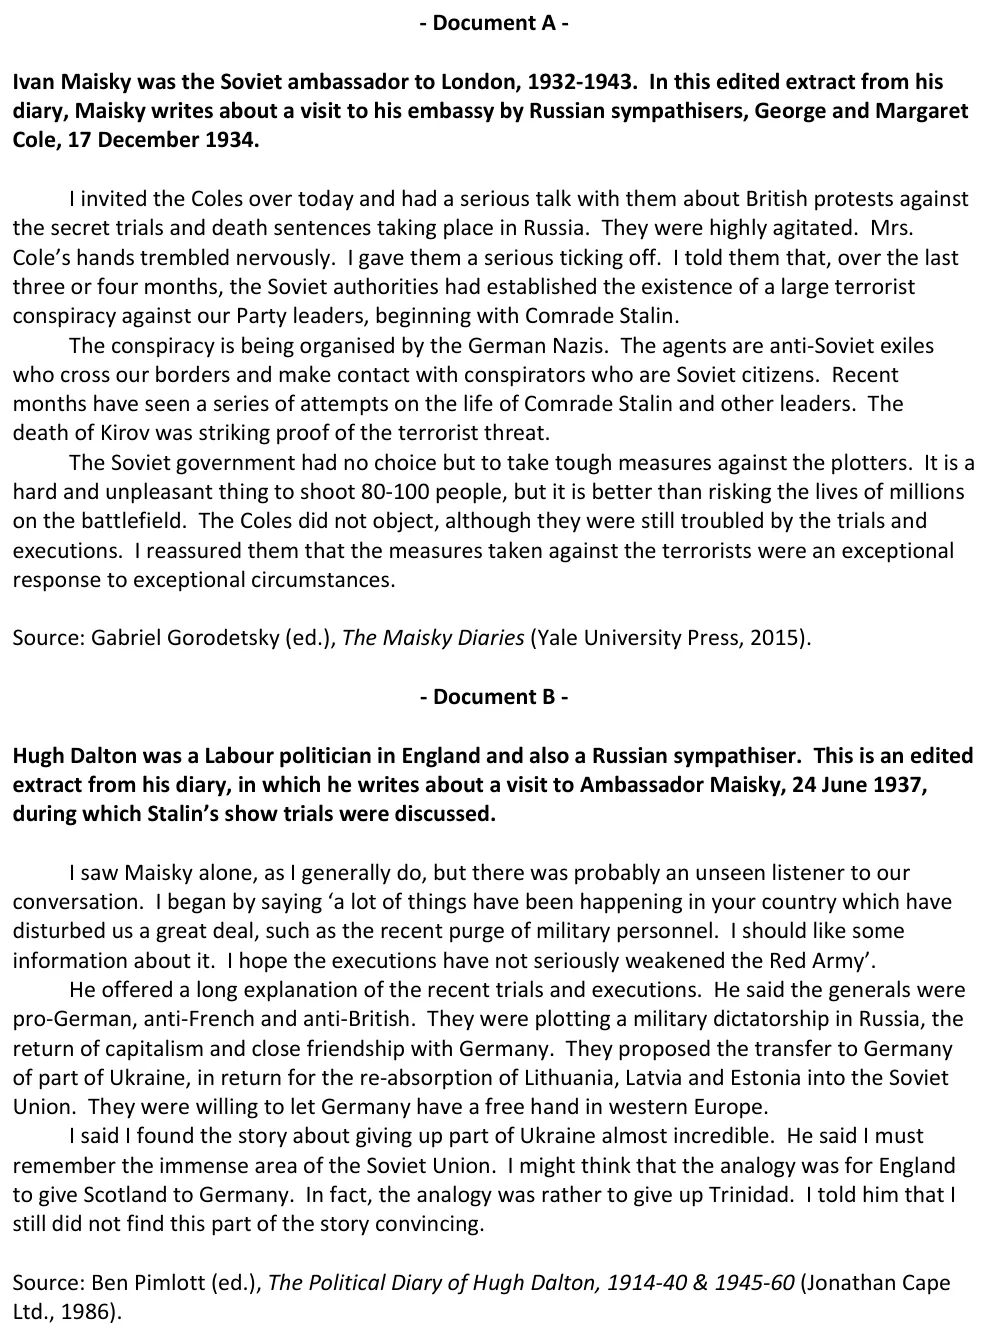 - Document A -
Ivan Maisky was the Soviet ambassador to London, 1932-1943.  In this edited extract from his
diary, Maisky writes about a visit to his embassy by Russian sympathisers, George and Margaret
Cole, 17 December 1934.
I invited the Coles over today and had a serious talk with them about British protests against
the secret trials and death sentences taking place in Russia.  They were highly agitated.  Mrs.
Cole’s hands trembled nervously.  I gave them a serious ticking off.  I told them that, over the last
three or four months, the Soviet authorities had established the existence of a large terrorist
conspiracy against our Party leaders, beginning with Comrade Stalin.
The conspiracy is being organised by the German Nazis.  The agents are anti-Soviet exiles
who cross our borders and make contact with conspirators who are Soviet citizens.  Recent
months have seen a series of attempts on the life of Comrade Stalin and other leaders.  The
death of Kirov was striking proof of the terrorist threat.
The Soviet government had no choice but to take tough measures against the plotters.  It is a
hard and unpleasant thing to shoot 80-100 people, but it is better than risking the lives of millions
on the battlefield.  The Coles did not object, although they were still troubled by the trials and
executions.  I reassured them that the measures taken against the terrorists were an exceptional
response to exceptional circumstances.
Source: Gabriel Gorodetsky (ed.), The Maisky Diaries (Yale University Press, 2015).
- Document B -
Hugh Dalton was a Labour politician in England and also a Russian sympathiser.  This is an edited
extract from his diary, in which he writes about a visit to Ambassador Maisky, 24 June 1937,
during which Stalin’s show trials were discussed.
I saw Maisky alone, as I generally do, but there was probably an unseen listener to our
conversation.  I began by saying ‘a lot of things have been happening in your country which have
disturbed us a great deal, such as the recent purge of military personnel.  I should like some
information about it.  I hope the executions have not seriously weakened the Red Army’.
He offered a long explanation of the recent trials and executions.  He said the generals were
pro-German, anti-French and anti-British.  They were plotting a military dictatorship in Russia, the
return of capitalism and close friendship with Germany.  They proposed the transfer to Germany
of part of Ukraine, in return for the re-absorption of Lithuania, Latvia and Estonia into the Soviet
Union.  They were willing to let Germany have a free hand in western Europe.
I said I found the story about giving up part of Ukraine almost incredible.  He said I must
remember the immense area of the Soviet Union.  I might think that the analogy was for England
to give Scotland to Germany.  In fact, the analogy was rather to give up Trinidad.  I told him that I
still did not find this part of the story convincing.
Source: Ben Pimlott (ed.), The Political Diary of Hugh Dalton, 1914-40 & 1945-60 (Jonathan Cape
Ltd., 1986).